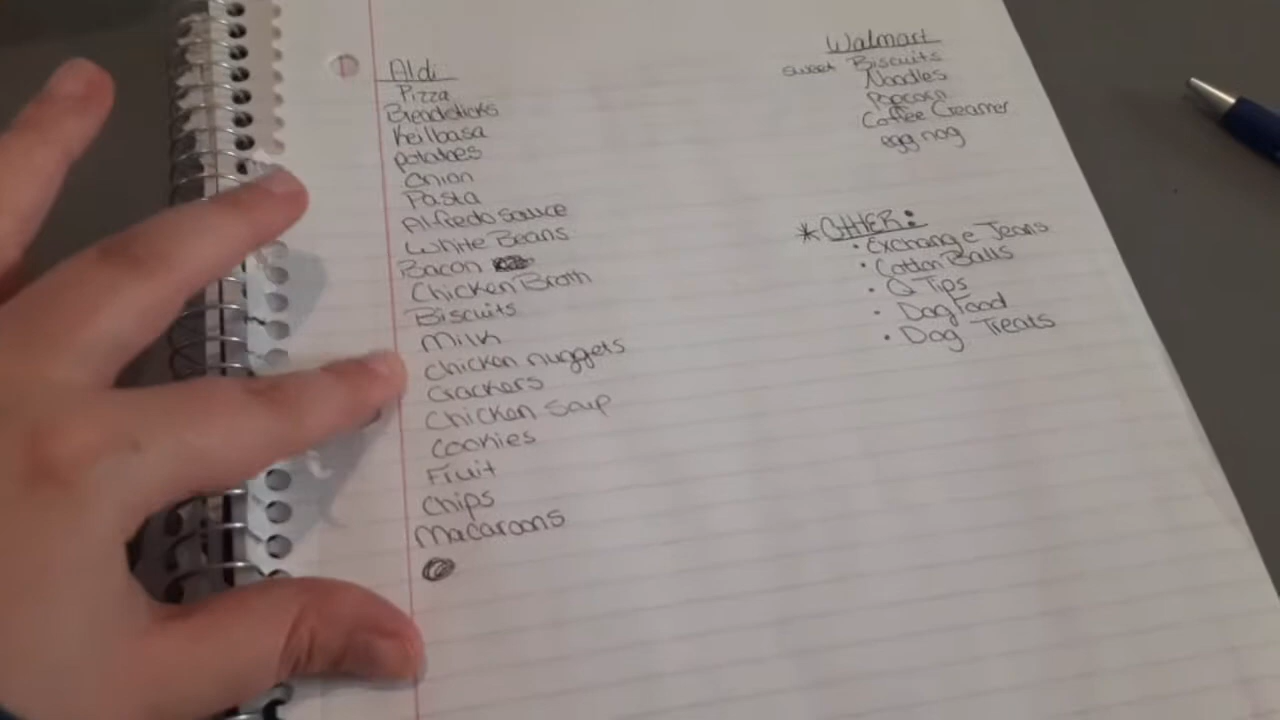 Aldi
Pizza
Breadsticks
Keilbasa
potatoes
Onion
Pasta
Alfredo Sauce
White Beans
Bacon
Chicken Broth
Biscuits
Milk
Chicken nuggets
Crackers
Chicken Soup
Cookies
Fruit
Chips
Macaroons
Walmart
sweet Biscuits
Noodles
Popcorn
Coffee Creamer
egg nog
* OTHER:
• Exchange Jeans
• Cotton Balls
• Q Tips
• Dog Food
• Dog Treats